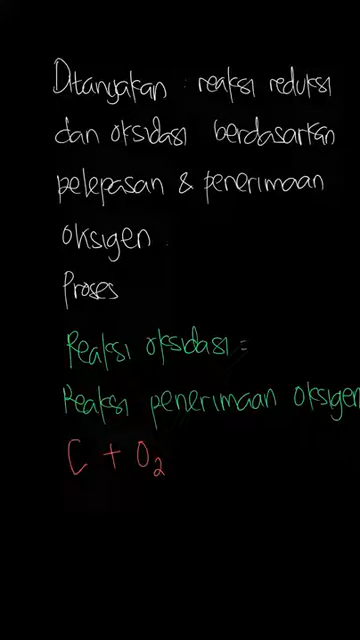 Ditanyakan : reaksi reduksi
dan oksidasi berdasarkan
pelepasan & penerimaan
oksigen
Proses
Reaksi oksidasi =
Reaksi penerimaan oksigen
C + O₂